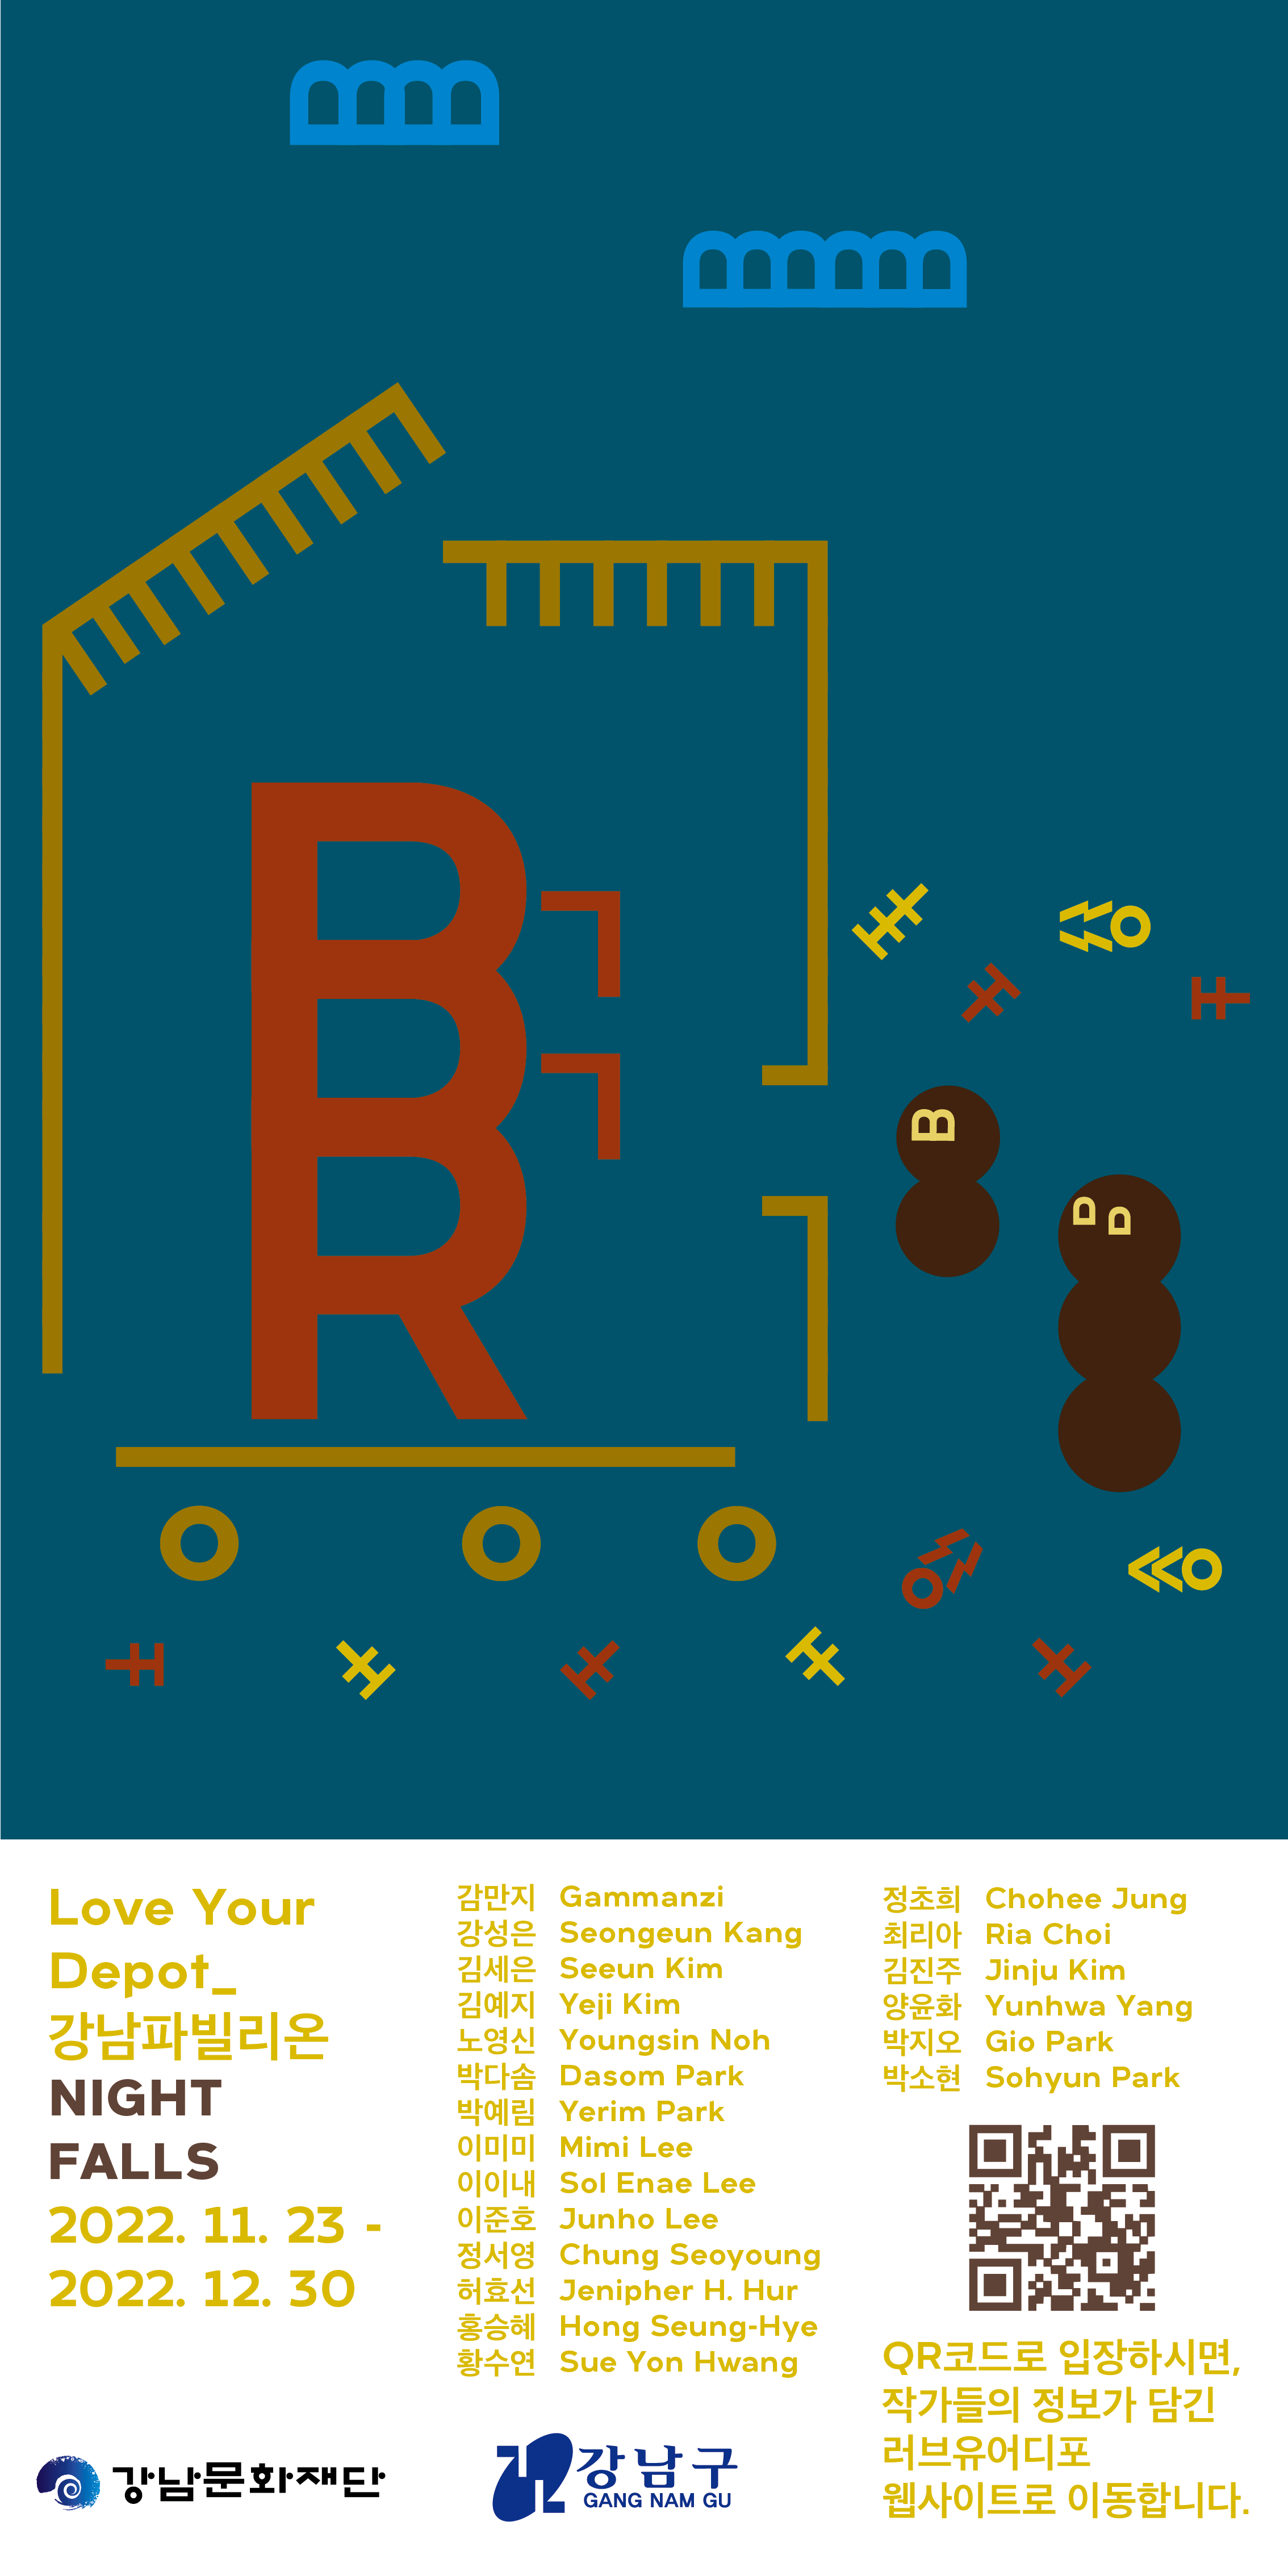 B
R
B
Love Your
Depot_
강남파빌리온
NIGHT
FALLS
2022. 11. 23 -
2022. 12. 30
감만지 Gammanzi
강성은 Seongeun Kang
김세은 Seeun Kim
김예지 Yeji Kim
노영신 Youngsin Noh
박다솜 Dasom Park
박예림 Yerim Park
이미미 Mimi Lee
이이내 Sol Enae Lee
이준호 Junho Lee
정서영 Chung Seoyoung
허효선 Jenipher H. Hur
홍승혜 Hong Seung-Hye
황수연 Sue Yon Hwang
정초희 Chohee Jung
최리아 Ria Choi
김진주 Jinju Kim
양윤화 Yunhwa Yang
박지오 Gio Park
박소현 Sohyun Park
QR코드로 입장하시면,
작가들의 정보가 담긴
러브유어디포
웹사이트로 이동합니다.
강남문화재단
강남구
GANG NAM GU